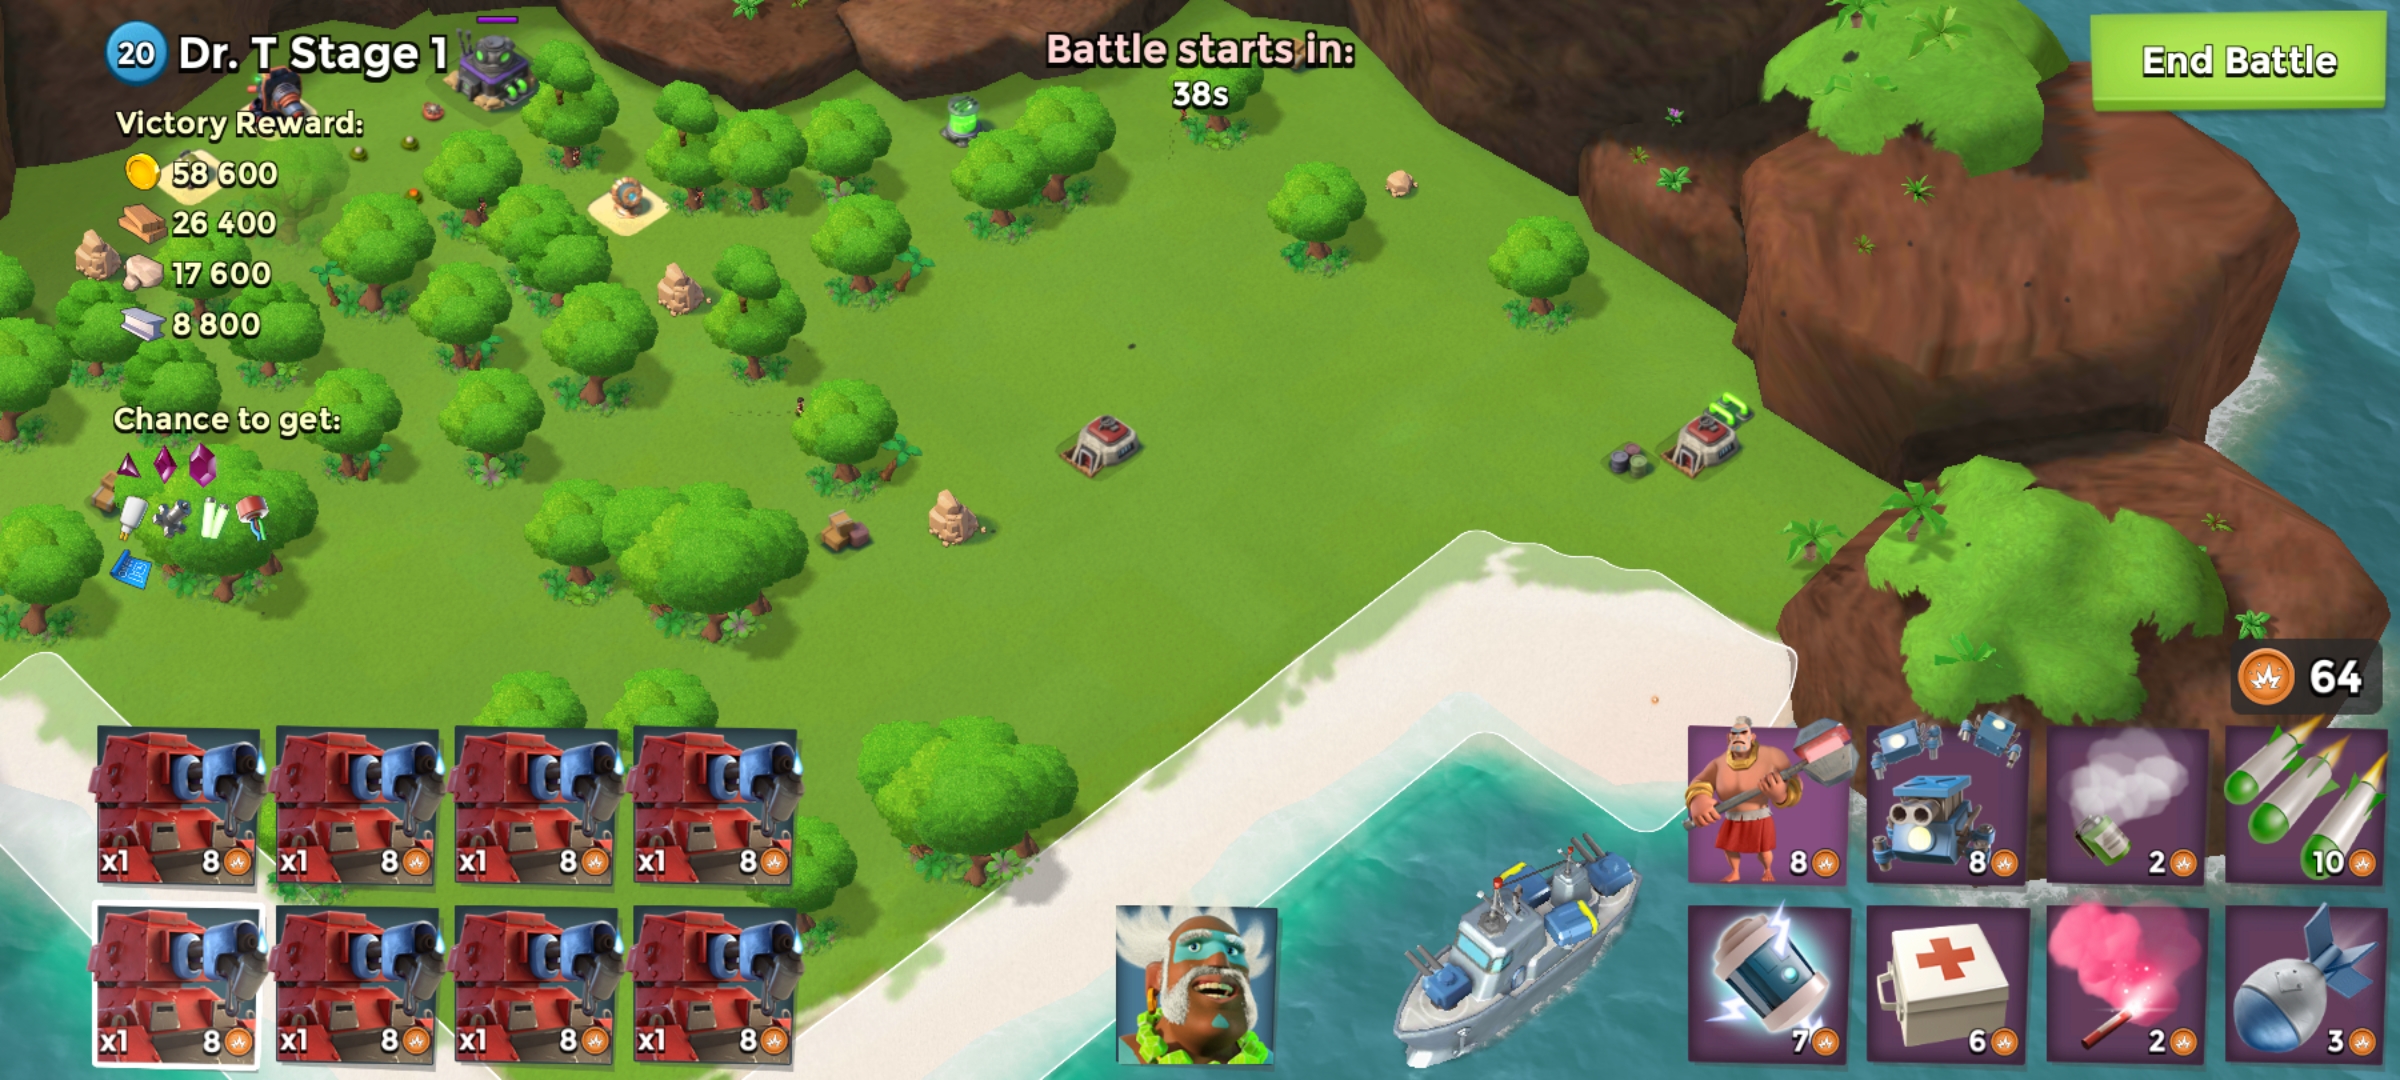 20 Dr. T Stage 1
Battle starts in:
38s
End Battle
Victory Reward:
58 600
26 400
17 600
8 800
Chance to get:
64
x1 8
x1 8
x1 8
x1 8
8
8
2
10
x1 8
x1 8
x1 8
x1 8
7
6
2
3